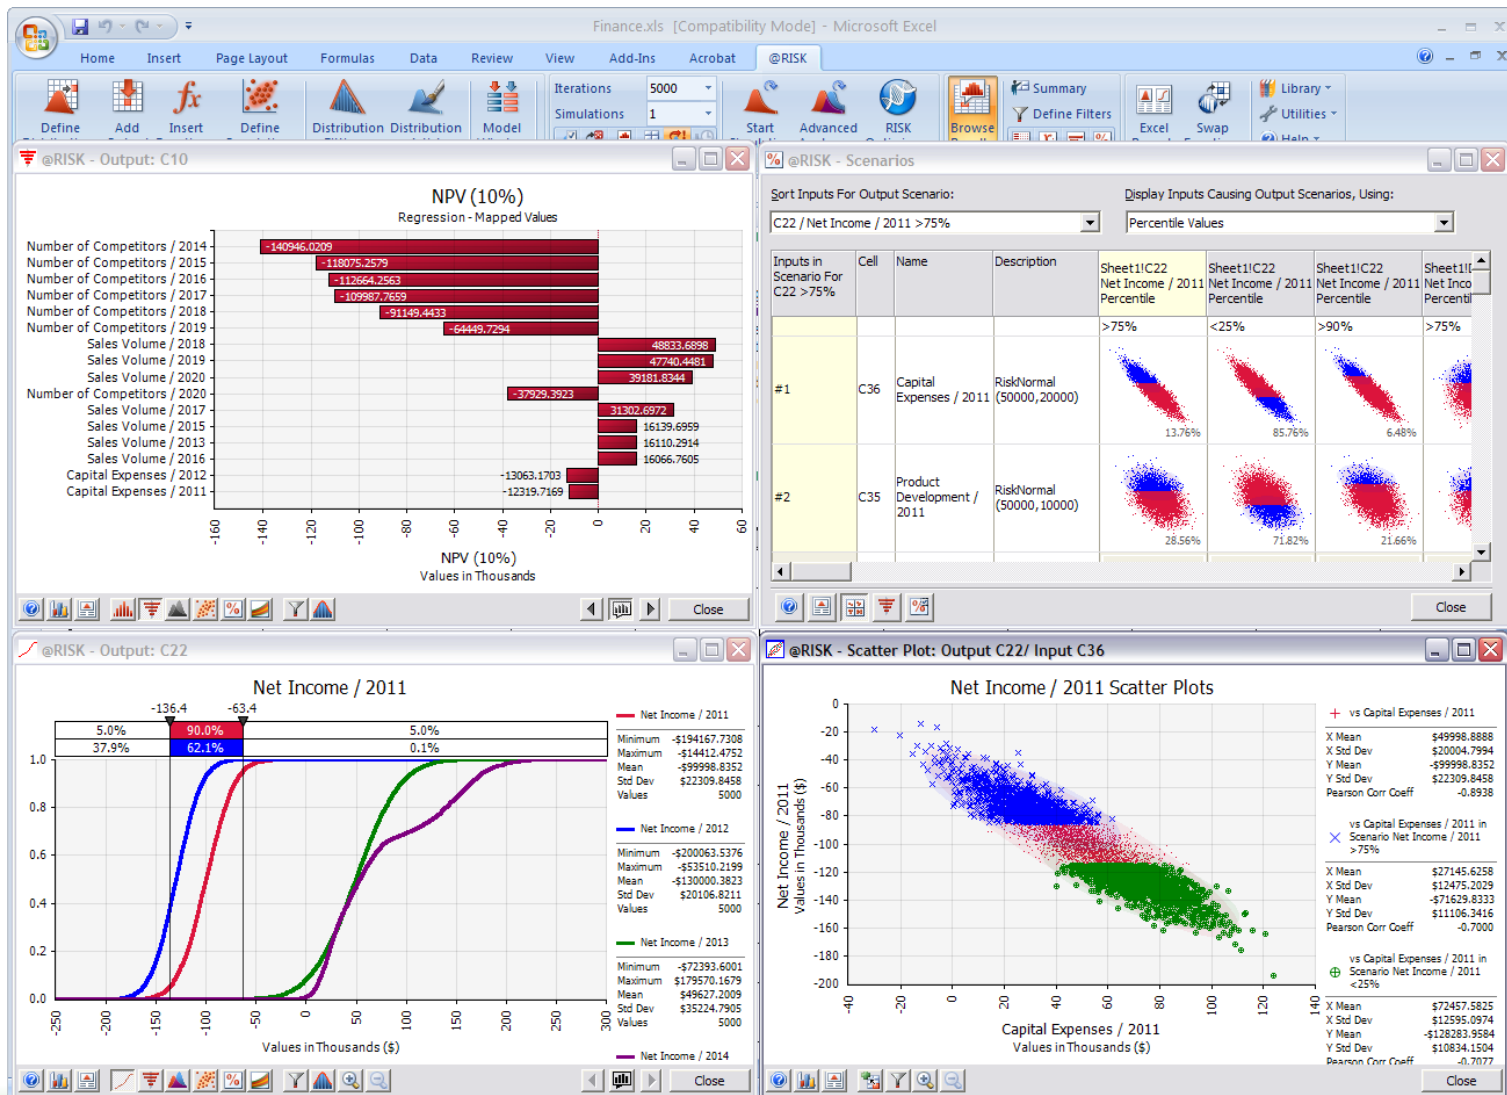 Finance.xls [Compatibility Mode] - Microsoft Excel
Home Insert Page Layout Formulas Data Review View Add-Ins Acrobat @RISK
Iterations 5000
Simulations 1
Define Add Insert Define Distribution Distribution Model
Start Advanced RISK Browse
Summary
Define Filters
Excel Swap
Library
Utilities
Help
@RISK - Output: C10
NPV (10%)
Regression - Mapped Values
Number of Competitors / 2014 -140946.0209
Number of Competitors / 2015 -118075.2579
Number of Competitors / 2016 -112664.2563
Number of Competitors / 2017 -109987.7659
Number of Competitors / 2018 -91149.4433
Number of Competitors / 2019 -64449.7294
Sales Volume / 2018 48833.6898
Sales Volume / 2019 47740.4481
Sales Volume / 2020 39181.8344
Number of Competitors / 2020 -37929.3923
Sales Volume / 2017 31302.6972
Sales Volume / 2015 16139.6959
Sales Volume / 2013 16110.2914
Sales Volume / 2016 16066.7605
Capital Expenses / 2012 -13063.1703
Capital Expenses / 2011 -12319.7169
-160 -140 -120 -100 -80 -60 -40 -20 0 20 40 60
NPV (10%)
Values in Thousands
Close
@RISK - Scenarios
Sort Inputs For Output Scenario:
Display Inputs Causing Output Scenarios, Using:
C22 / Net Income / 2011 >75%
Percentile Values
Inputs in Scenario For C22 >75%
Cell
Name
Description
Sheet1!C22 Net Income / 2011 Percentile
Sheet1!C22 Net Income / 2011 Percentile
Sheet1!C22 Net Income / 2011 Percentile
>75% <25% >90% >75%
#1 C36 Capital Expenses / 2011 RiskNormal (50000,20000)
13.76% 85.76% 6.48%
#2 C35 Product Development / 2011 RiskNormal (50000,10000)
28.56% 71.82% 21.66%
Close
@RISK - Output: C22
Net Income / 2011
-136.4 -63.4
5.0% 90.0% 5.0%
37.9% 62.1% 0.1%
1.0
0.8
0.6
0.4
0.2
0.0
-250 -200 -150 -100 -50 0 50 100 150 200 250 300
Values in Thousands ($)
Net Income / 2011
Minimum -$194167.7308
Maximum -$14412.4752
Mean -$99998.8352
Std Dev $22309.8458
Values 5000
Net Income / 2012
Minimum -$200063.5376
Maximum -$53510.2199
Mean -$130000.3823
Std Dev $20106.8211
Values 5000
Net Income / 2013
Minimum -$72393.6001
Maximum $179570.1679
Mean $49627.2009
Std Dev $35224.7905
Values 5000
Net Income / 2014
Close
@RISK - Scatter Plot: Output C22/ Input C36
Net Income / 2011 Scatter Plots
Net Income / 2011
Values in Thousands ($)
0
-20
-40
-60
-80
-100
-120
-140
-160
-180
-200
-40 -20 0 20 40 60 80 100 120 140
Capital Expenses / 2011
Values in Thousands ($)
vs Capital Expenses / 2011
X Mean $49998.8888
X Std Dev $20004.7994
Y Mean -$99998.8352
Y Std Dev $22309.8458
Pearson Corr Coeff -0.8938
vs Capital Expenses / 2011 in
Scenario Net Income / 2011
>75%
X Mean $27145.6258
X Std Dev $12475.2029
Y Mean -$71629.8333
Y Std Dev $11106.3416
Pearson Corr Coeff -0.7000
vs Capital Expenses / 2011 in
Scenario Net Income / 2011
<25%
X Mean $72457.5825
X Std Dev $12595.0974
Y Mean -$128283.9584
Y Std Dev $10834.1504
Pearson Corr Coeff -0.7077
Close